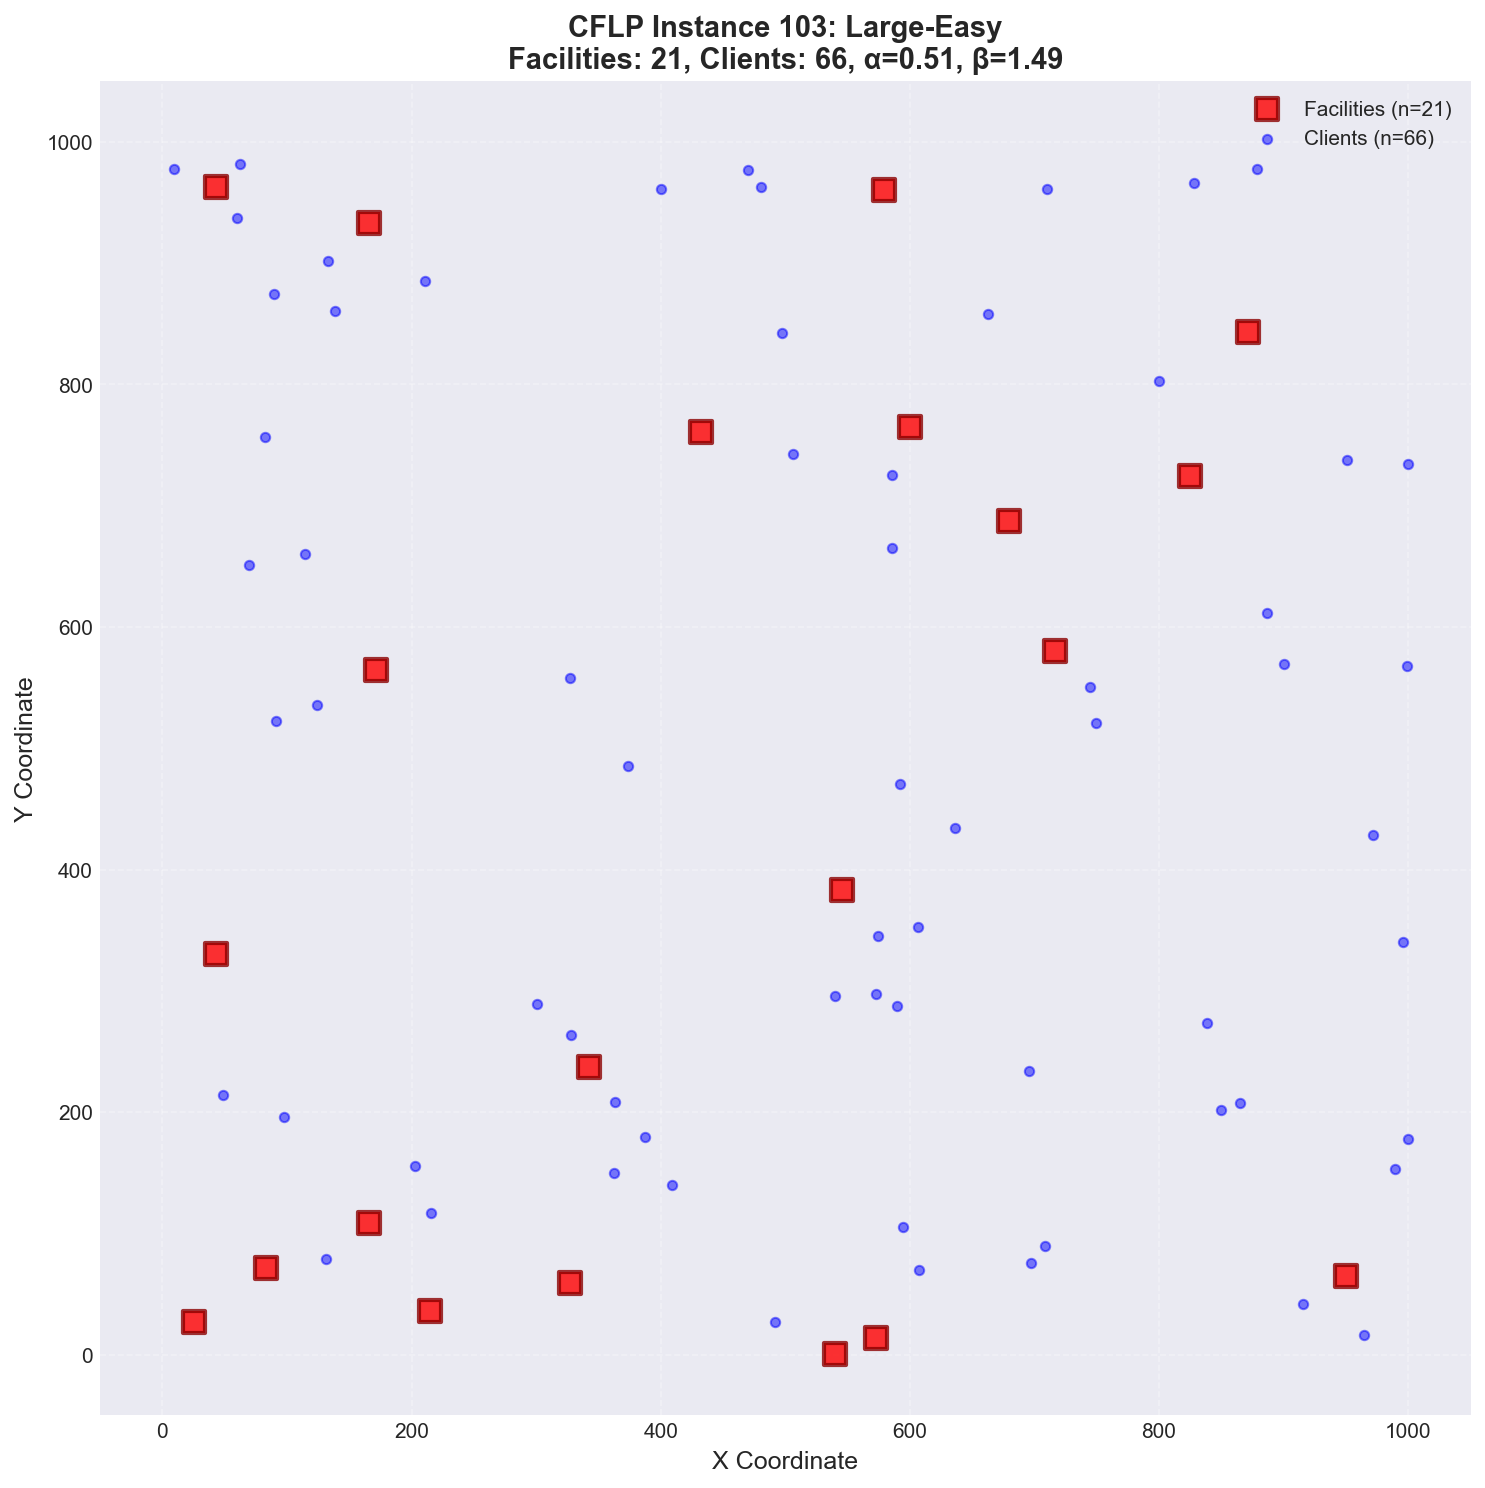 CFLP Instance 103: Large-Easy
Facilities: 21, Clients: 66, α=0.51, β=1.49
Facilities (n=21)
Clients (n=66)
Y Coordinate
1000
800
600
400
200
0
0 200 400 600 800 1000
X Coordinate